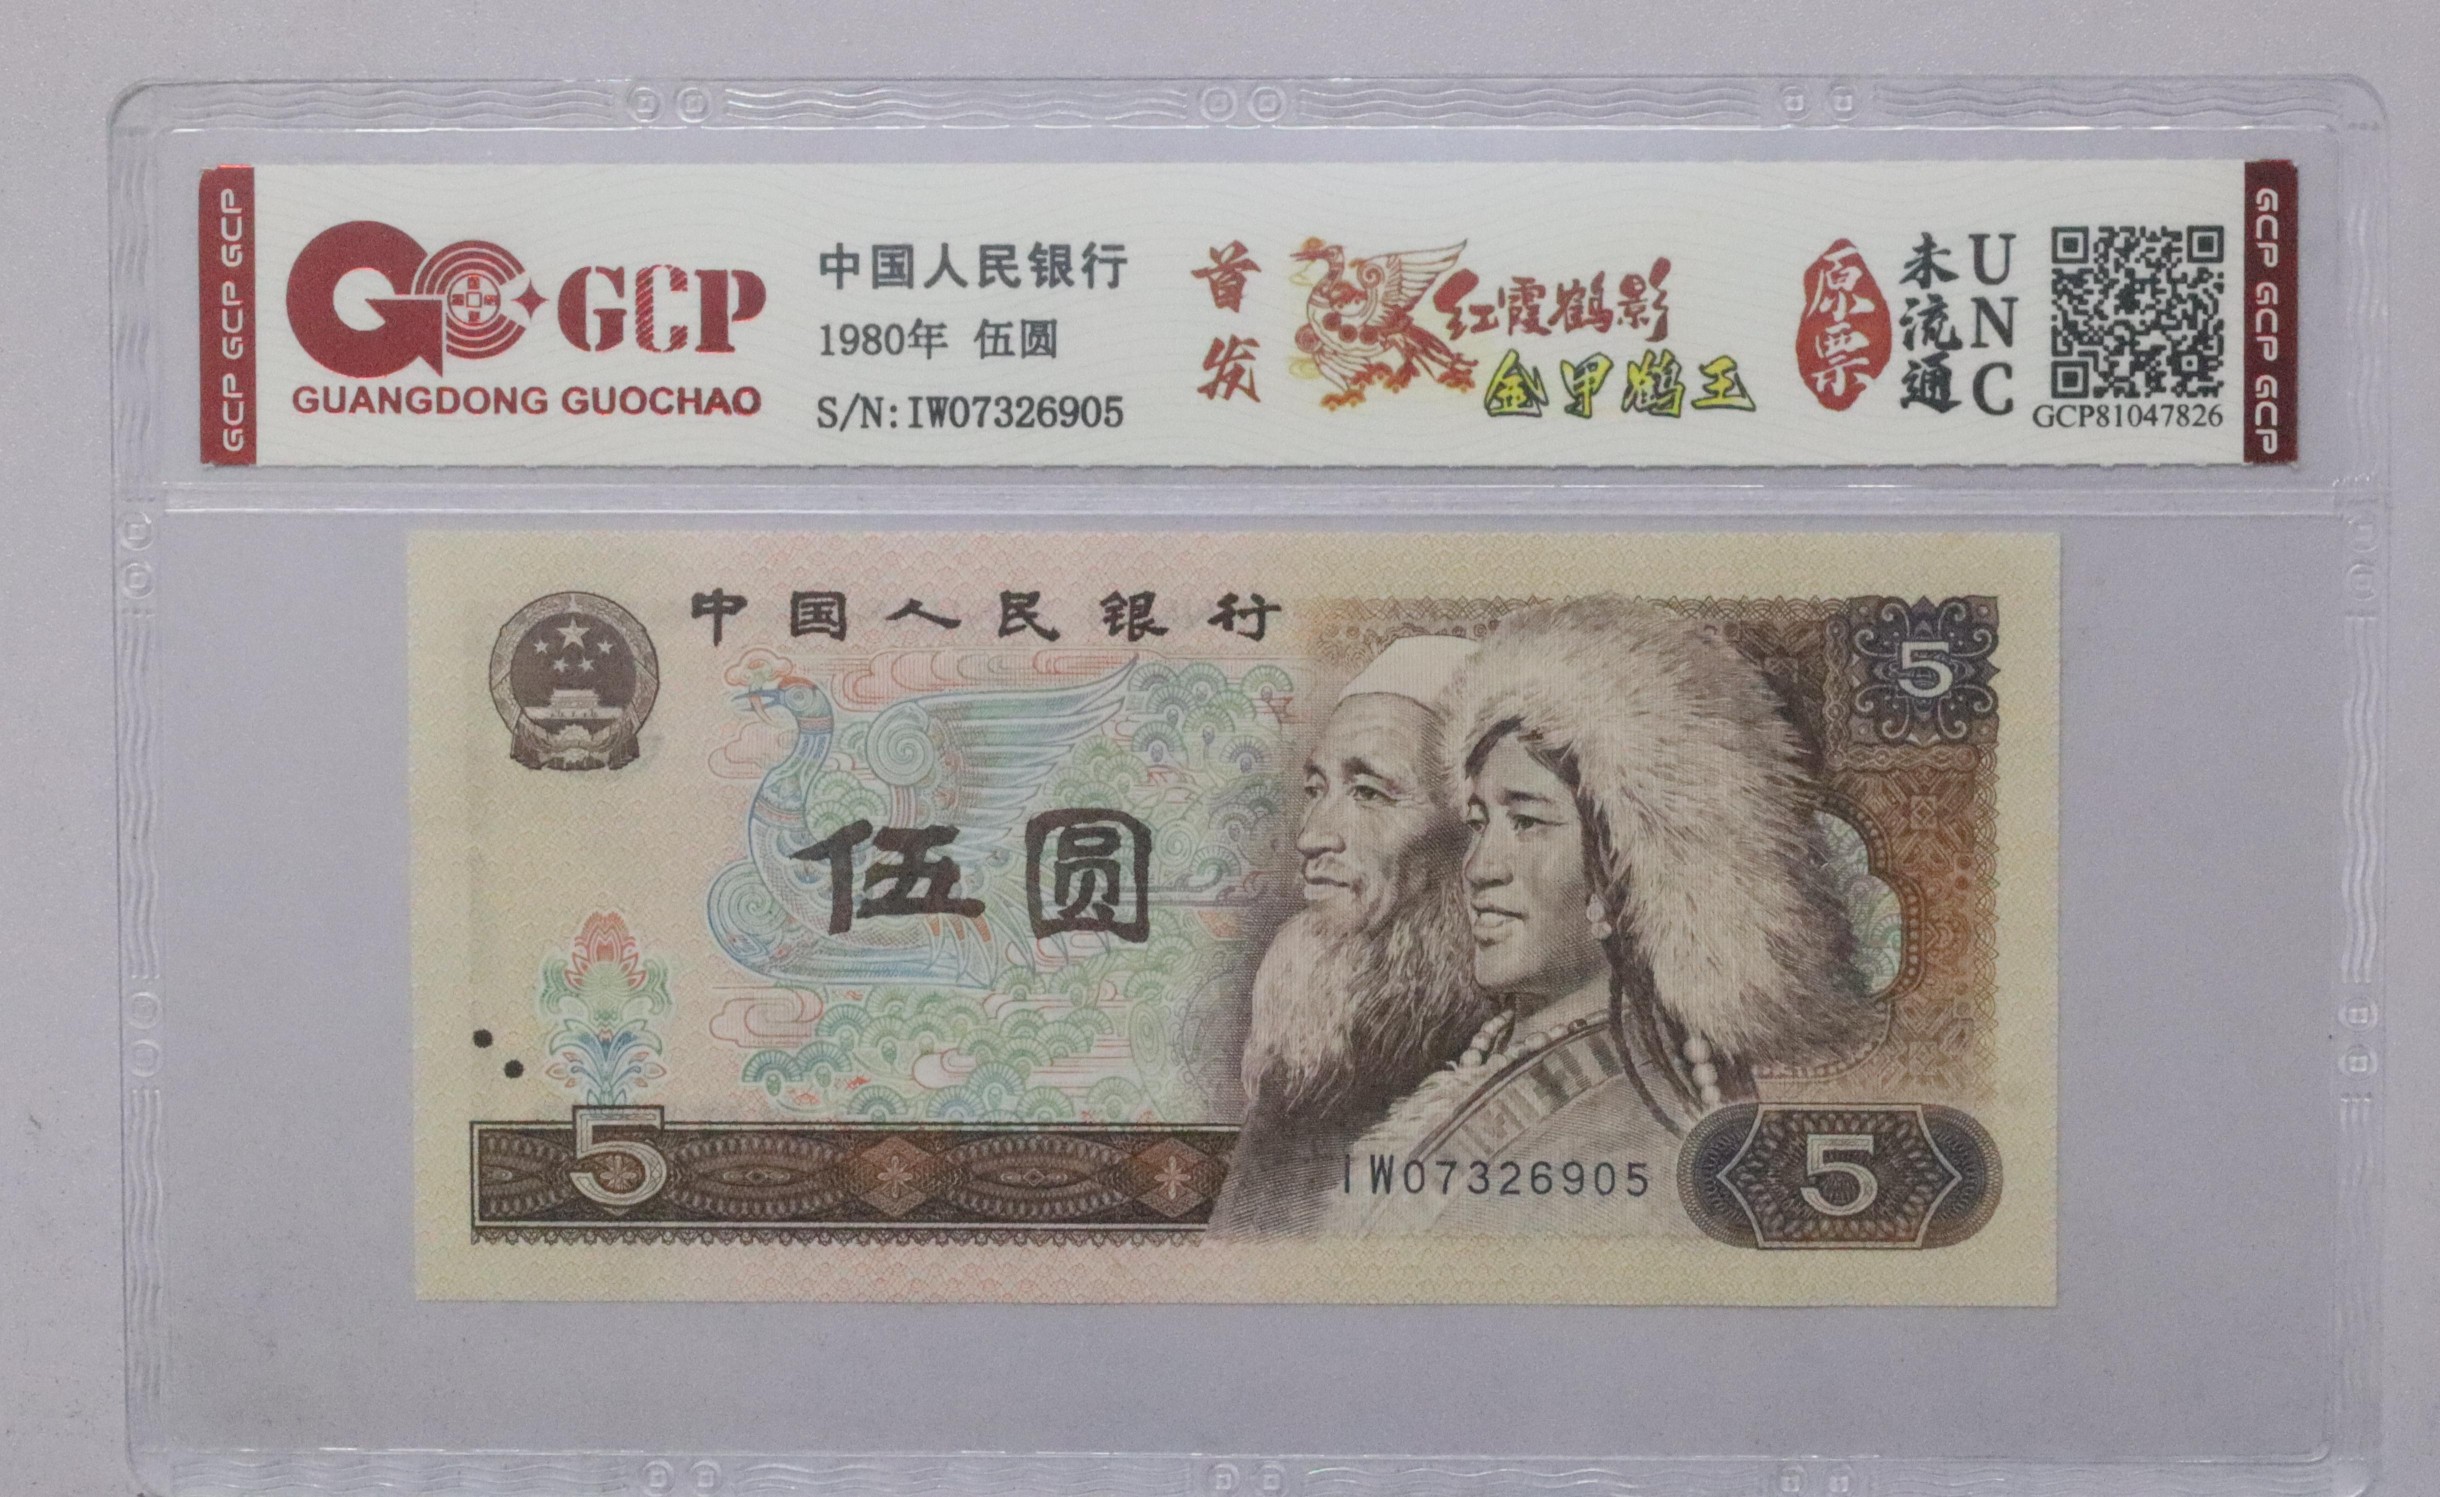 GCP GCP GCP
GCP
GUANGDONG GUOCHAO
中国人民银行
1980年 伍圆
S/N:IW07326905
首发
红霞鹤影
金甲鹤王
原票
未流通
UNC
GCP81047826
GCP GCP GCP
中国人民银行
5
伍圆
5
IW07326905
5